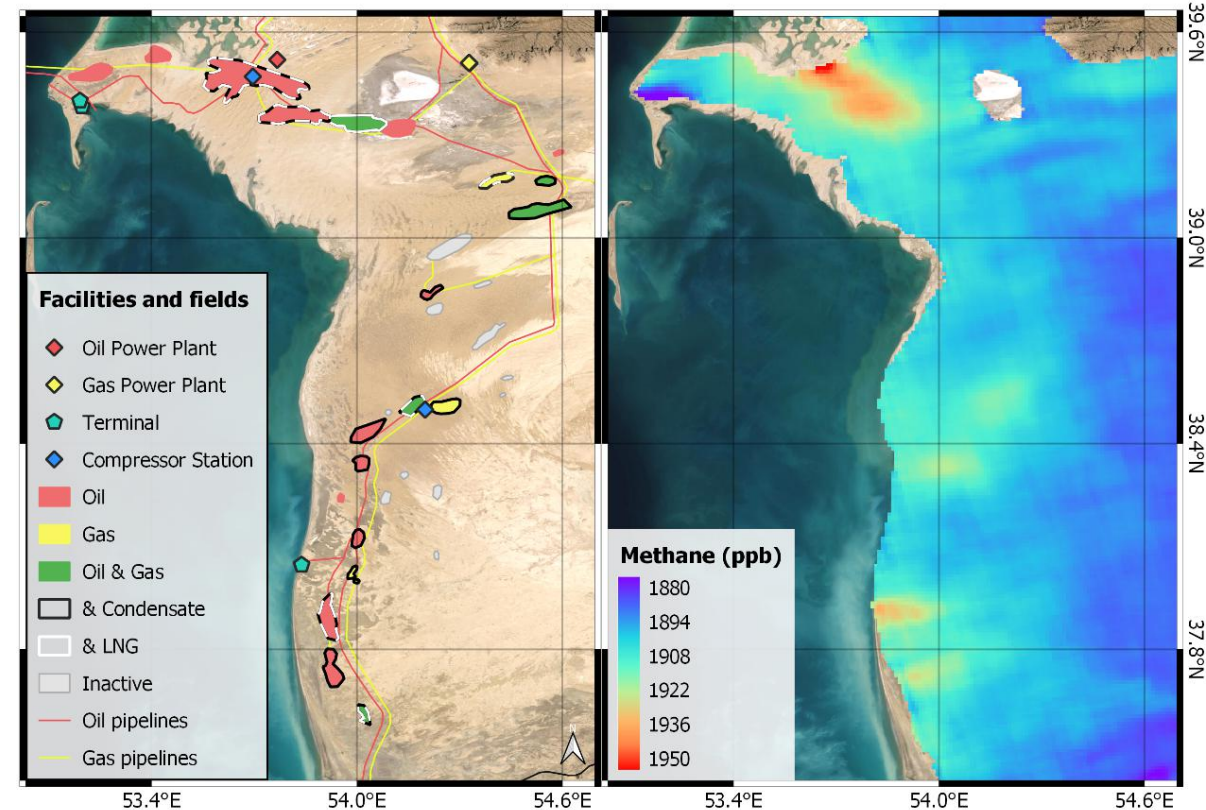 Facilities and fields
Oil Power Plant
Gas Power Plant
Terminal
Compressor Station
Oil
Gas
Oil & Gas
& Condensate
& LNG
Inactive
Oil pipelines
Gas pipelines
N
53.4°E
54.0°E
54.6°E
Methane (ppb)
1880
1894
1908
1922
1936
1950
53.4°E
54.0°E
54.6°E
39.6°N
39.0°N
38.4°N
37.8°N